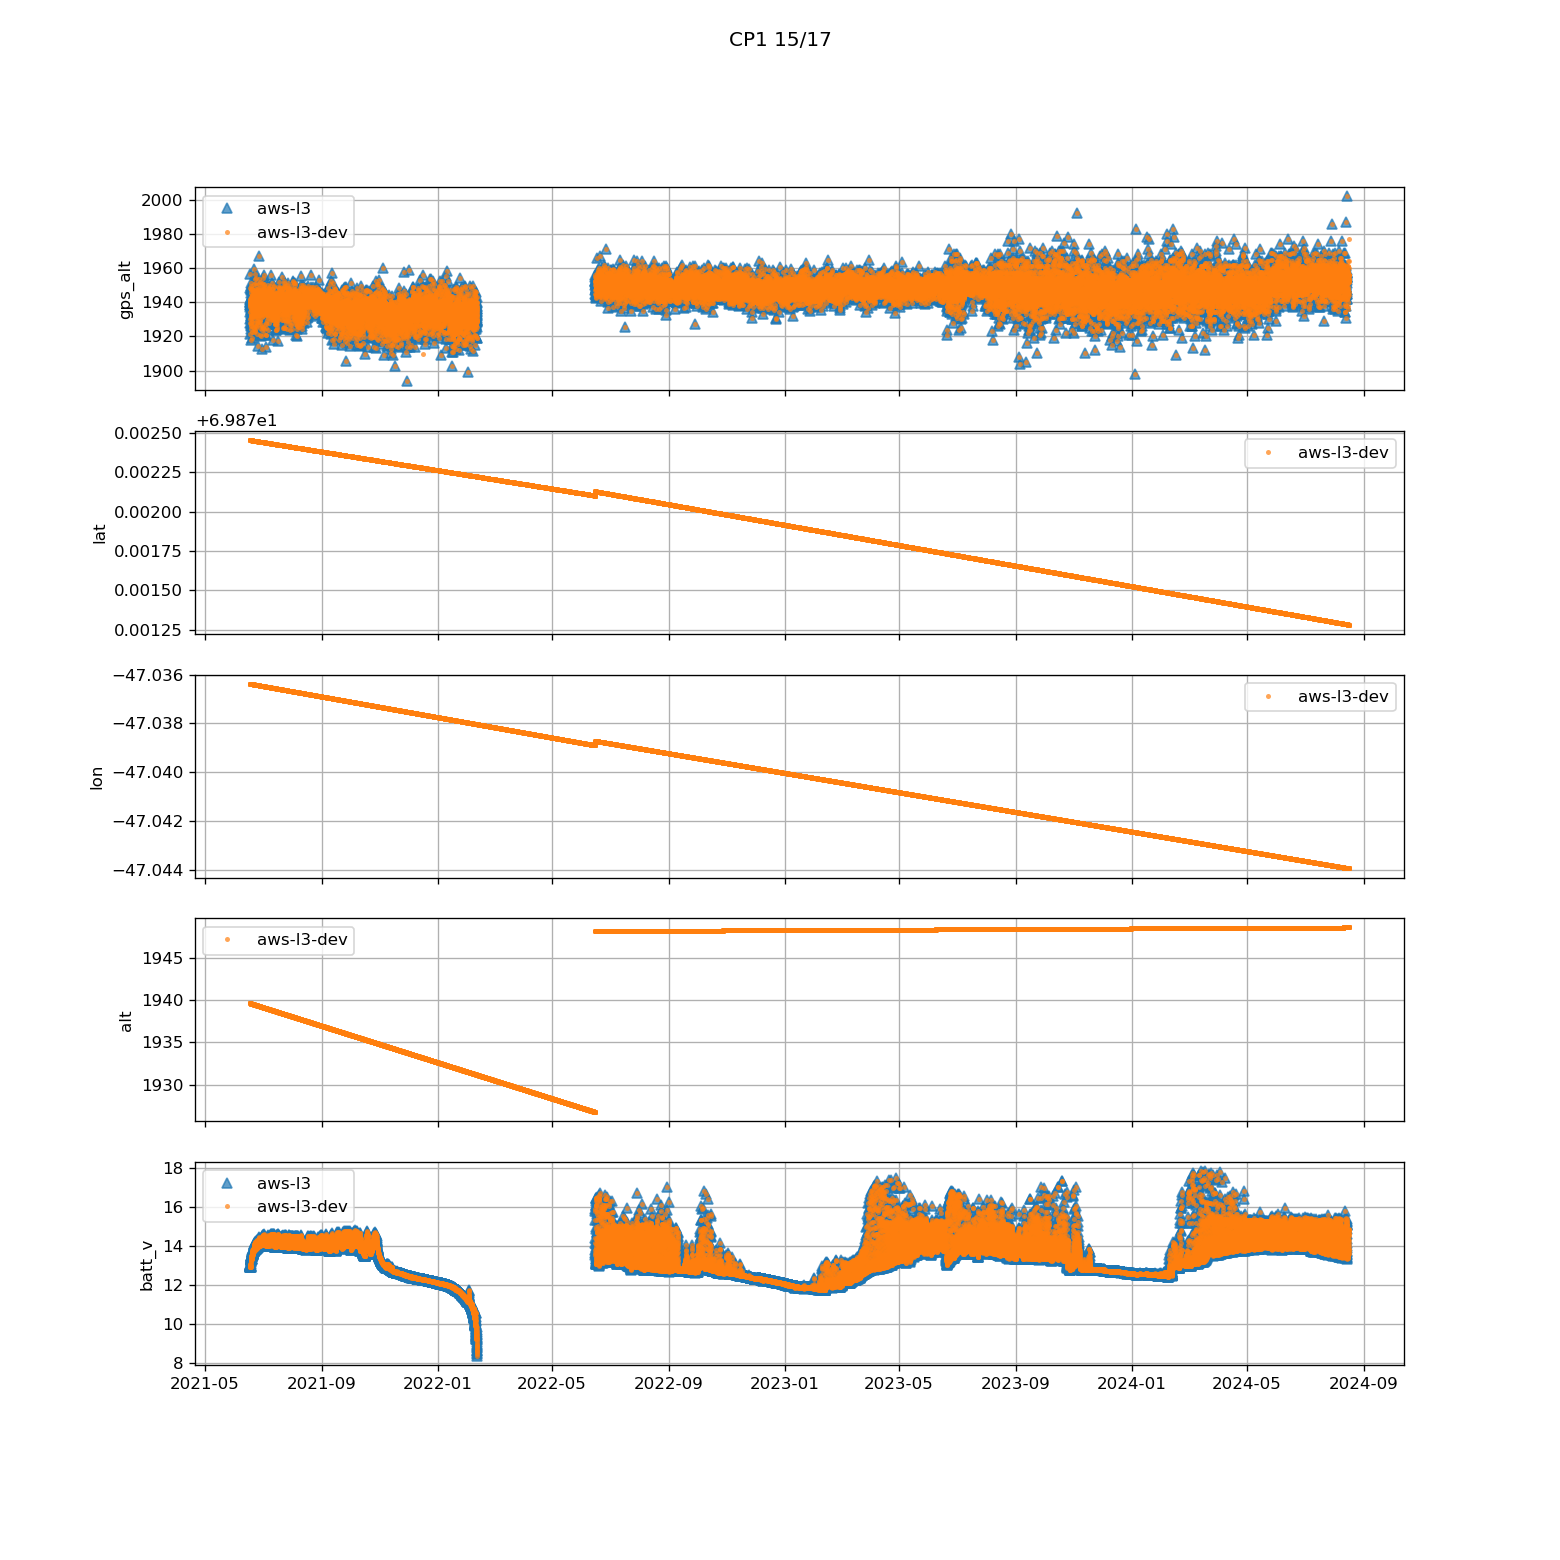 CP1 15/17
2000
1980
1960
1940
1920
1900
gps_alt
aws-l3
aws-l3-dev
+6.987e1
0.00250
0.00225
0.00200
0.00175
0.00150
0.00125
lat
aws-l3-dev
−47.036
−47.038
−47.040
−47.042
−47.044
lon
aws-l3-dev
1945
1940
1935
1930
alt
aws-l3-dev
18
16
14
12
10
8
batt_v
aws-l3
aws-l3-dev
2021-05 2021-09 2022-01 2022-05 2022-09 2023-01 2023-05 2023-09 2024-01 2024-05 2024-09